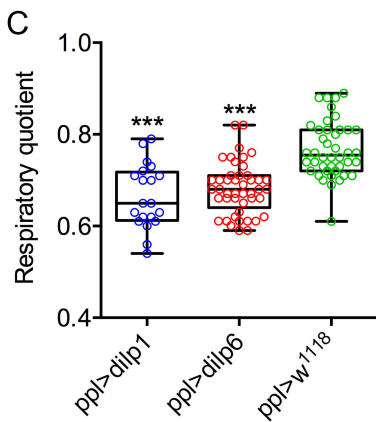 C
Respiratory quotient
1.0
0.8
0.6
0.4
***
***
ppl>dilp1
ppl>dilp6
ppl>w¹¹¹⁸